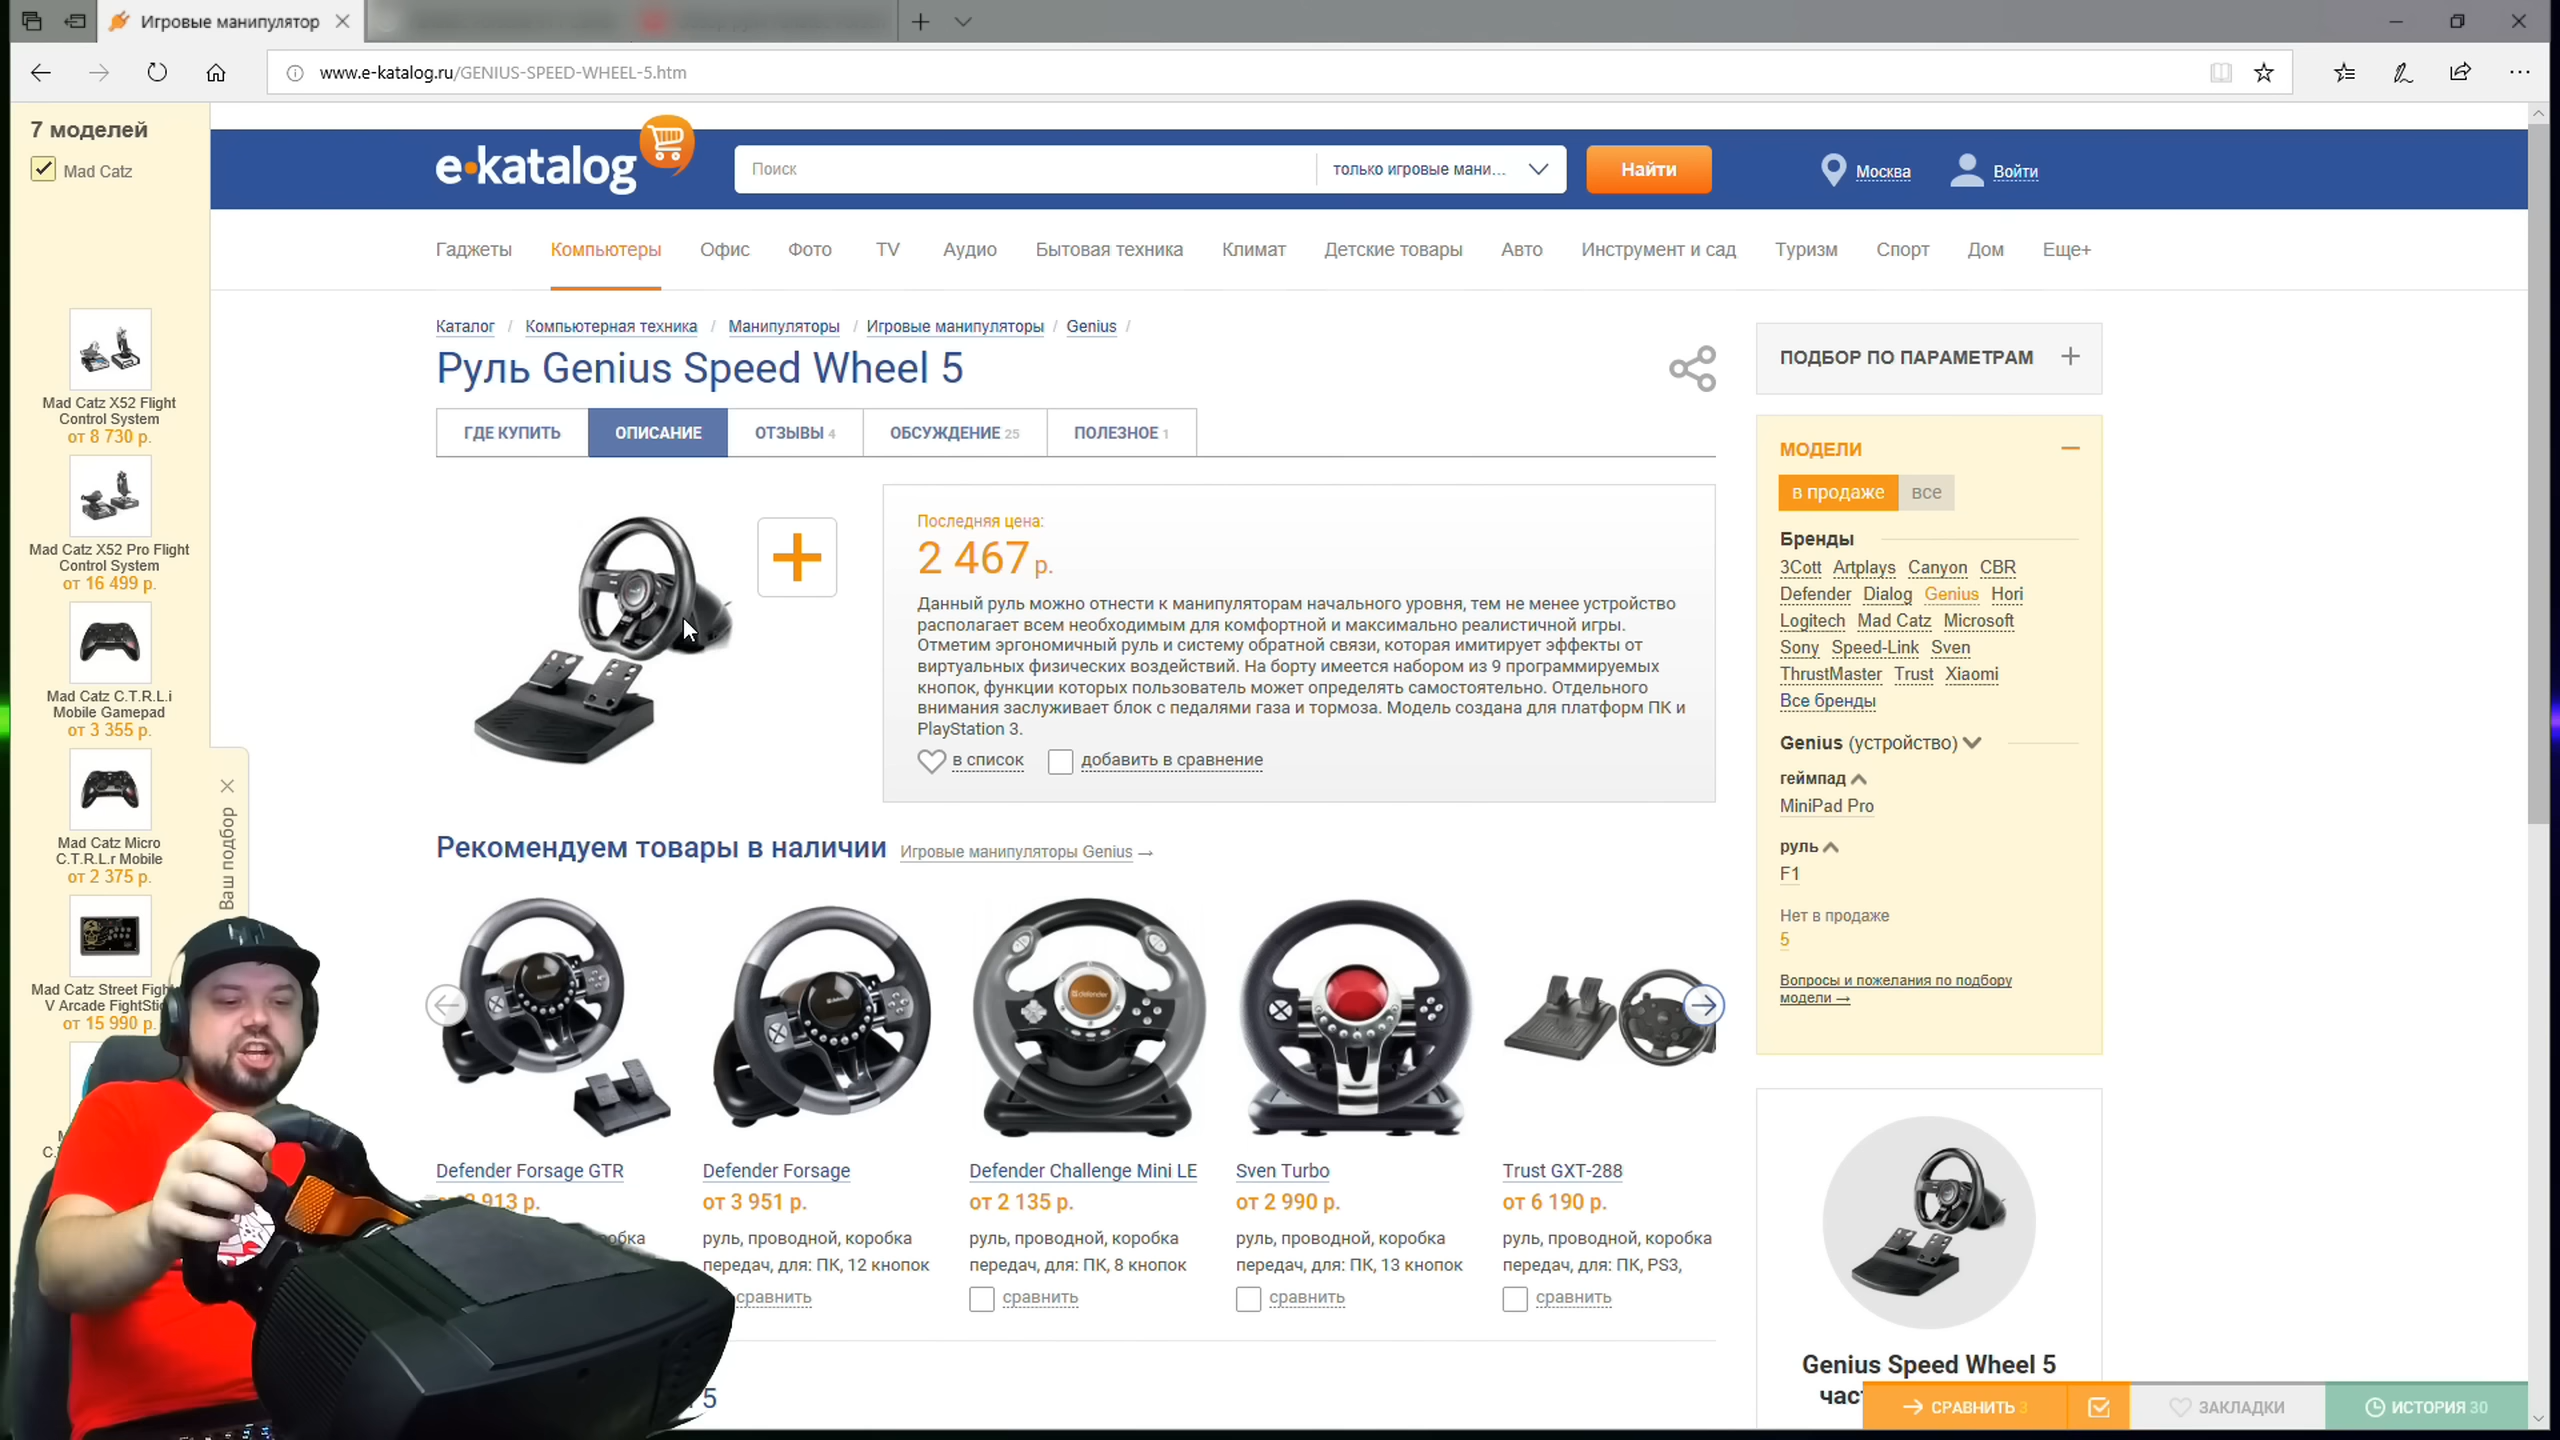 Игровые манипулятор
www.e-katalog.ru/GENIUS-SPEED-WHEEL-5.htm
7 моделей
Mad Catz
Mad Catz X52 Flight
Control System
от 8 730 р.
Mad Catz X52 Pro Flight
Control System
от 16 499 р.
Mad Catz C.T.R.L.i
Mobile Gamepad
от 3 355 р.
Mad Catz Micro
C.T.R.L.r Mobile
от 2 375 р.
Mad Catz Street
V Arcade
от 15 990 р.
Ваш подбор
e·katalog
Поиск
только игровые мани...
Найти
Москва
Войти
Гаджеты Компьютеры Офис Фото TV Аудио Бытовая техника Климат Детские товары Авто Инструмент и сад Туризм Спорт Дом Еще+
Каталог / Компьютерная техника / Манипуляторы / Игровые манипуляторы / Genius /
Руль Genius Speed Wheel 5
ГДЕ КУПИТЬ ОПИСАНИЕ ОТЗЫВЫ 4 ОБСУЖДЕНИЕ 25 ПОЛЕЗНОЕ 1
Последняя цена:
2 467 р.
Данный руль можно отнести к манипуляторам начального уровня, тем не менее устройство
располагает всем необходимым для комфортной и максимально реалистичной игры.
Отметим эргономичный руль и систему обратной связи, которая имитирует эффекты от
виртуальных физических воздействий. На борту имеется набором из 9 программируемых
кнопок, функции которых пользователь может определять самостоятельно. Отдельного
внимания заслуживает блок с педалями газа и тормоза. Модель создана для платформ ПК и
PlayStation 3.
в список добавить в сравнение
Рекомендуем товары в наличии Игровые манипуляторы Genius →
Defender Forsage GTR
913 р.
Defender Forsage
от 3 951 р.
руль, проводной, коробка
передач, для: ПК, 12 кнопок
сравнить
Defender Challenge Mini LE
от 2 135 р.
руль, проводной, коробка
передач, для: ПК, 8 кнопок
сравнить
Sven Turbo
от 2 990 р.
руль, проводной, коробка
передач, для: ПК, 13 кнопок
сравнить
Trust GXT-288
от 6 190 р.
руль, проводной, коробка
передач, для: ПК, PS3,
сравнить
5
ПОДБОР ПО ПАРАМЕТРАМ +
МОДЕЛИ
в продаже все
Бренды
3Cott Artplays Canyon CBR
Defender Dialog Genius Hori
Logitech Mad Catz Microsoft
Sony Speed-Link Sven
ThrustMaster Trust Xiaomi
Все бренды
Genius (устройство)
геймпад
MiniPad Pro
руль
F1
Нет в продаже
5
Вопросы и пожелания по подбору
модели →
Genius Speed Wheel 5
СРАВНИТЬ 3
ЗАКЛАДКИ
ИСТОРИЯ 30